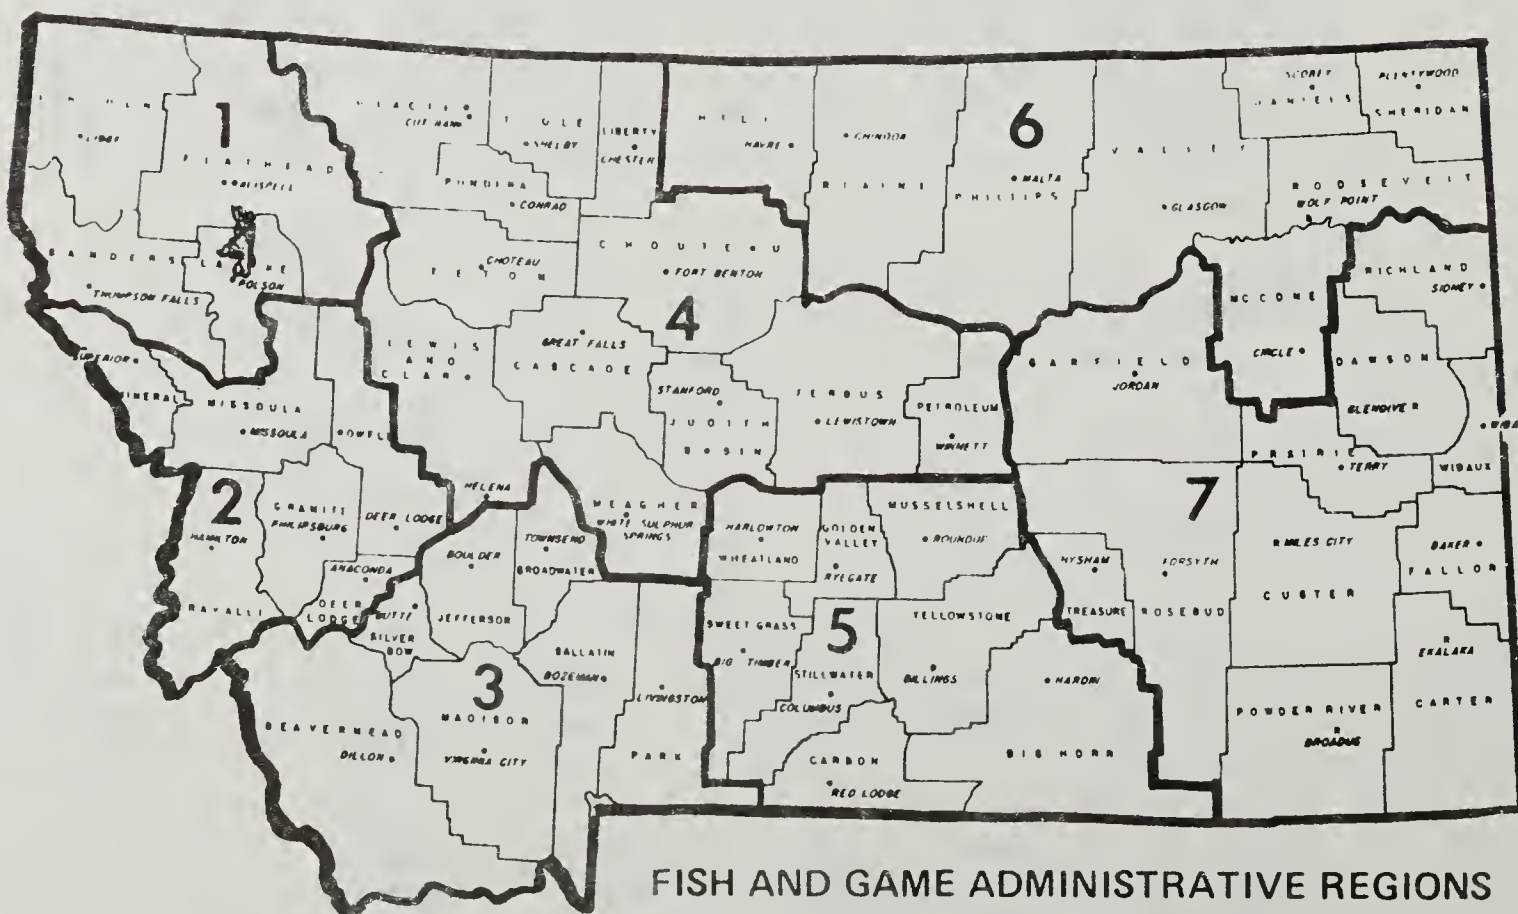 1
FLATHEAD
LIBBY
SANDERS
THOMPSON FALLS
POLSON
SUPERIOR
MINERAL
MISSOULA
MISSOULA
2
HAMILTON
GRANITE
PHILIPSBURG
DEER LODGE
ANACONDA
DEER
LODGE
RAVALLI
BUTTE
SILVER
BOW
CUT BANK
SHELBY
LIBERTY
CHESTER
PONDERA
CONRAD
TETON
CHOTEAU
CHOUTEAU
FORT BENTON
4
LEWIS
AND
CLARK
GREAT FALLS
CASCADE
STANFORD
JUDITH
BASIN
FERGUS
LEWISTOWN
PETROLEUM
WINNETT
HELENA
MEAGHER
WHITE SULPHUR
SPRINGS
BOULDER
JEFFERSON
TOWNSEND
BROADWATER
3
MADISON
VIRGINIA CITY
BEAVERHEAD
DILLON
GALLATIN
BOZEMAN
LIVINGSTON
PARK
HILL
HAVRE
CHINOOK
BLAINE
6
MALTA
PHILLIPS
VALLEY
GLASGOW
SCOBEY
DANIELS
PLENTYWOOD
SHERIDAN
ROOSEVELT
WOLF POINT
RICHLAND
SIDNEY
MCCONE
CIRCLE
GARFIELD
JORDAN
DAWSON
GLENDIVE
PRAIRIE
TERRY
WIBAUX
7
HARLOWTON
WHEATLAND
GOLDEN
VALLEY
RYEGATE
MUSSELSHELL
ROUNDUP
HYSHAM
TREASURE
FORSYTH
ROSEBUD
MILES CITY
CUSTER
BAKER
FALLON
SWEET GRASS
BIG TIMBER
5
STILLWATER
COLUMBUS
YELLOWSTONE
BILLINGS
HARDIN
BIG HORN
CARBON
RED LODGE
POWDER RIVER
BROADUS
EKALAKA
CARTER
FISH AND GAME ADMINISTRATIVE REGIONS